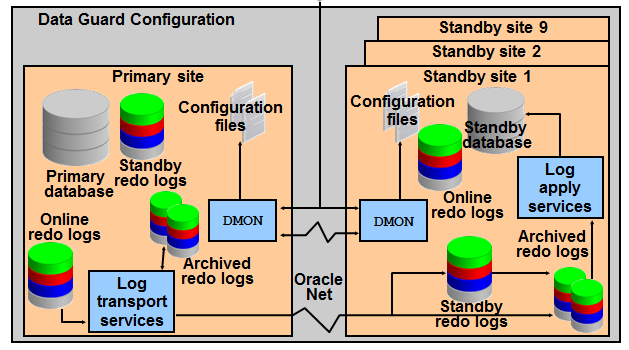 Data Guard Configuration
Standby site 9
Standby site 2
Primary site
Standby site 1
Configuration
files
Primary
database
Standby
redo logs
Online
redo logs
DMON
Archived
redo logs
Log
transport
services
Oracle
Net
Configuration
files
Standby
database
Online
redo logs
DMON
Log
apply
services
Archived
redo logs
Standby
redo logs